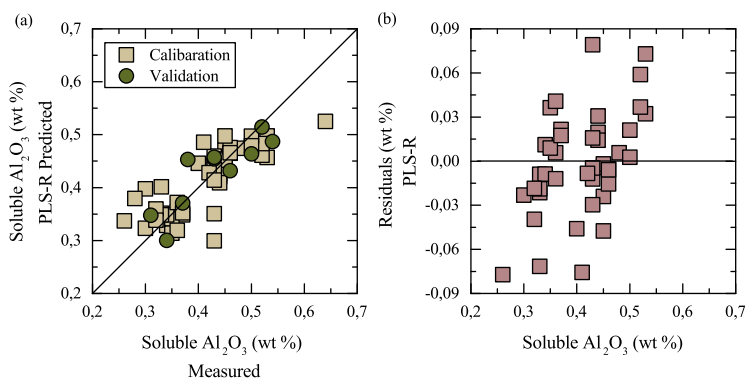 (a)
0,7
0,6
0,5
0,4
0,3
0,2
Soluble Al2O3 (wt %)
PLS-R Predicted
Calibaration
Validation
0,2 0,3 0,4 0,5 0,6 0,7
Soluble Al2O3 (wt %)
Measured
(b)
0,09
0,06
0,03
0,00
-0,03
-0,06
-0,09
Residuals (wt %)
PLS-R
0,2 0,3 0,4 0,5 0,6 0,7
Soluble Al2O3 (wt %)